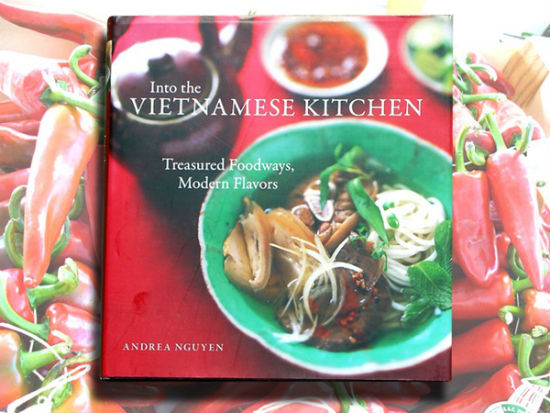 Into the
VIETNAMESE KITCHEN
Treasured Foodways,
Modern Flavors
ANDREA NGUYEN